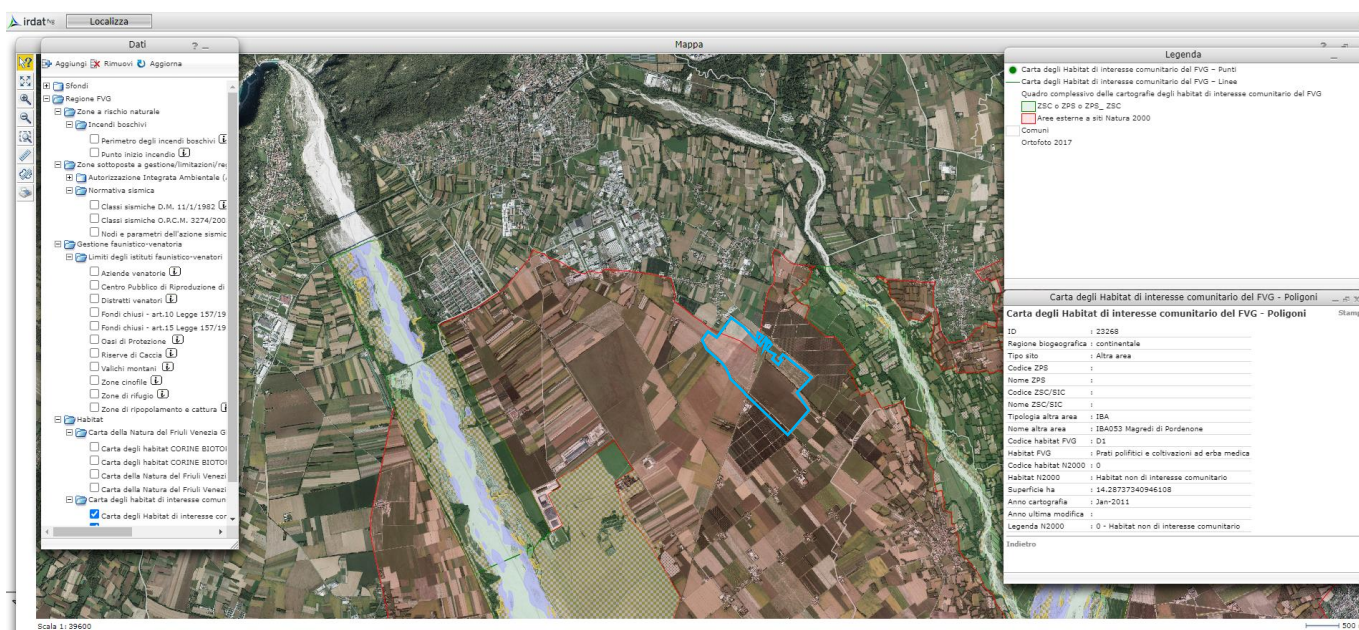 irdat^NG Localizza
Dati ? _
Aggiungi Rimuovi Aggiorna
Sfondi
Regione FVG
Zone a rischio naturale
Incendi boschivi
Perimetro degli incendi boschivi
Punto inizio incendio
Zone sottoposte a gestione/limitazioni/re
Autorizzazione Integrata Ambientale (
Normativa sismica
Classi sismiche D.M. 11/1/1982
Classi sismiche O.P.C.M. 3274/200
Nodi e parametri dell'azione sismic
Gestione faunistico-venatoria
Limiti degli istituti faunistico-venatori
Aziende venatorie
Centro Pubblico di Riproduzione di
Distretti venatori
Fondi chiusi - art.10 Legge 157/19
Fondi chiusi - art.15 Legge 157/19
Oasi di Protezione
Riserve di Caccia
Valichi montani
Zone cinofile
Zone di rifugio
Zone di ripopolamento e cattura
Habitat
Carta della Natura del Friuli Venezia G
Carta degli habitat CORINE BIOTO
Carta degli habitat CORINE BIOTO
Carta della Natura del Friuli Venezi
Carta della Natura del Friuli Venezi
Carta degli habitat di interesse comun
Carta degli Habitat di interesse cor
Mappa ?
Legenda
Carta degli Habitat di interesse comunitario del FVG - Punti
Carta degli Habitat di interesse comunitario del FVG - Linee
Quadro complessivo delle cartografie degli habitat di interesse comunitario del FVG
ZSC o ZPS o ZPS_ ZSC
Aree esterne a siti Natura 2000
Comuni
Ortofoto 2017
Carta degli Habitat di interesse comunitario del FVG - Poligoni
Carta degli Habitat di interesse comunitario del FVG - Poligoni Stamp
ID : 23268
Regione biogeografica : continentale
Tipo sito : Altra area
Codice ZPS :
Nome ZPS :
Codice ZSC/SIC :
Nome ZSC/SIC :
Tipologia altra area : IBA
Nome altra area : IBA053 Magredi di Pordenone
Codice habitat FVG : D1
Habitat FVG : Prati polifitici e coltivazioni ad erba medica
Codice habitat N2000 : 0
Habitat N2000 : Habitat non di interesse comunitario
Superficie ha : 14.28737340946108
Anno cartografia : Jan-2011
Anno ultima modifica :
Legenda N2000 : 0 - Habitat non di interesse comunitario
Indietro
Scala 1: 39600
500